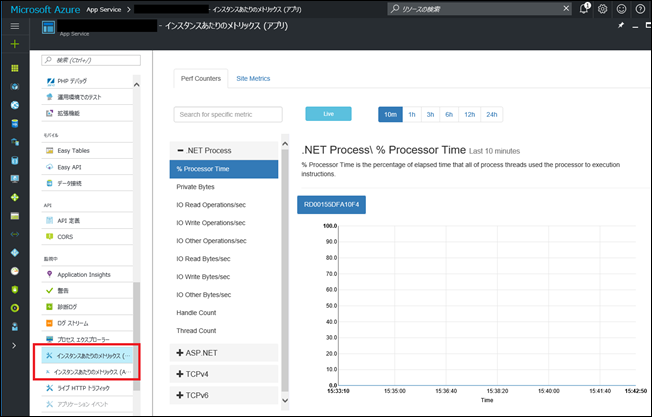 Microsoft Azure App Service
- インスタンスあたりのメトリックス (アプリ)
リソースの検索
1
- インスタンスあたりのメトリックス (アプリ)
App Service
検索 (Ctrl+/)
PHP デバッグ
運用環境でのテスト
拡張機能
モバイル
Easy Tables
Easy API
データ接続
API
API 定義
CORS
監視中
Application Insights
警告
診断ログ
ログ ストリーム
プロセス エクスプローラー
インスタンスあたりのメトリックス (...
インスタンスあたりのメトリックス (A...
ライブ HTTP トラフィック
アプリケーション イベント
Perf Counters
Site Metrics
Search for specific metric
Live
10m
1h
3h
6h
12h
24h
.NET Process
% Processor Time
Private Bytes
IO Read Operations/sec
IO Write Operations/sec
IO Other Operations/sec
IO Read Bytes/sec
IO Write Bytes/sec
IO Other Bytes/sec
Handle Count
Thread Count
ASP.NET
TCPv4
TCPv6
.NET Process\ % Processor Time Last 10 minutes
% Processor Time is the percentage of elapsed time that all of process threads used the processor to execution
instructions.
RD00155DFA10F4
100.0
90.0
80.0
70.0
60.0
50.0
40.0
30.0
20.0
10.0
0.0
15:33:10
15:35:00
15:36:40
15:38:20
15:40:00
15:41:40
15:42:50